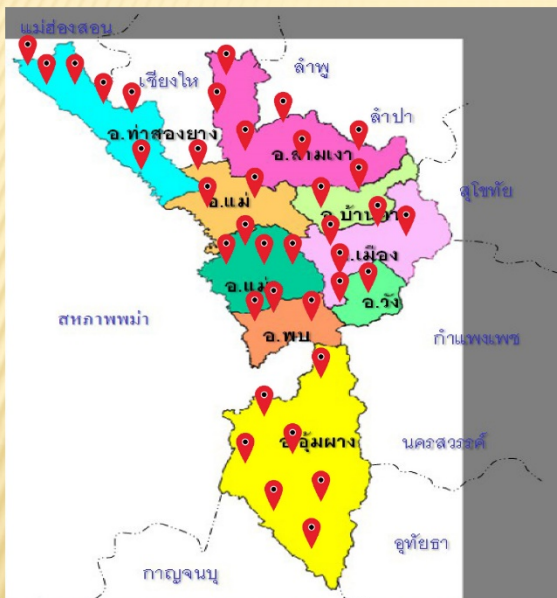 แม่ฮ่องสอน
ลำพู
เชียงให
ลำปา
อ.ท่าสองยาง
อ.สามเงา
สุโขทัย
อ.แม่
อ.บ้านตา
อ.เมือง
อ.แม่
อ.วัง
สหภาพพม่า
อ.พบ
กำแพงเพช
อ.อุ้มผาง
นครสวรรค์
อุทัยธา
กาญจนบุ